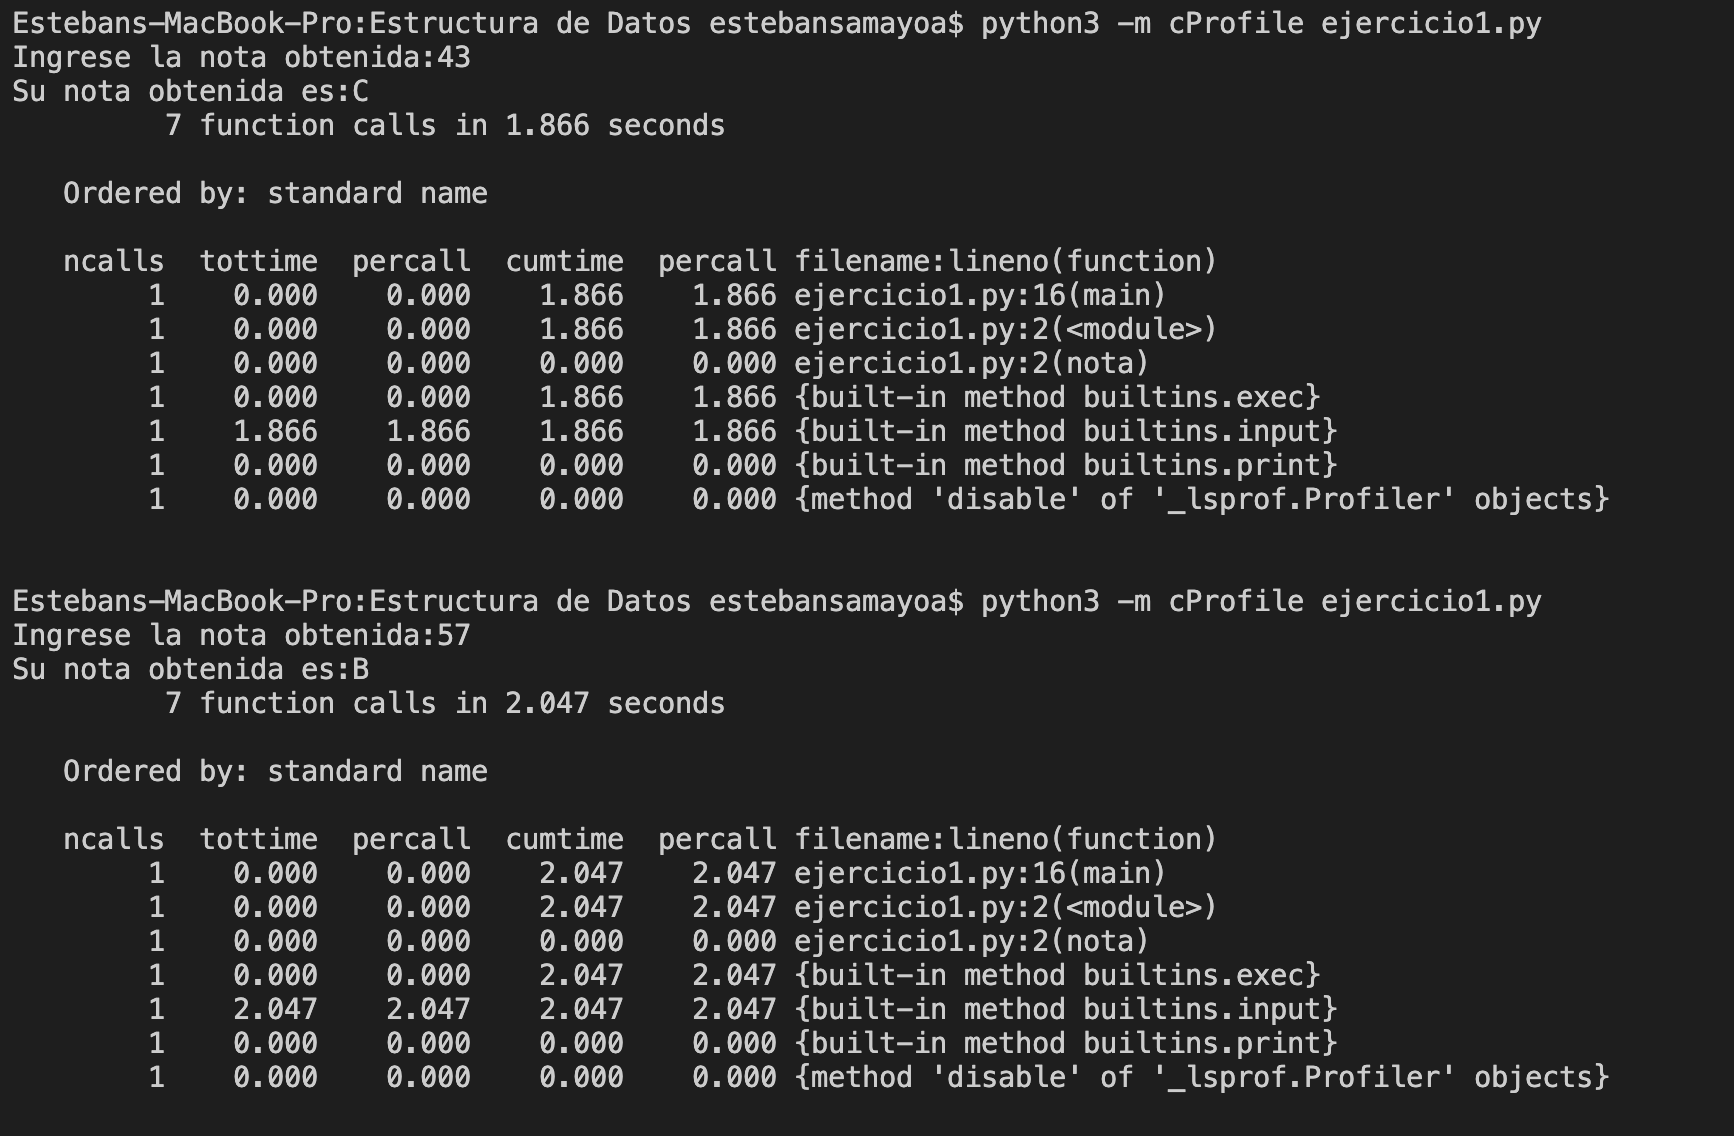 Estebans-MacBook-Pro:Estructura de Datos estebansamayoa$ python3 -m cProfile ejercicio1.py
Ingrese la nota obtenida:43
Su nota obtenida es:C
         7 function calls in 1.866 seconds

   Ordered by: standard name

   ncalls  tottime  percall  cumtime  percall filename:lineno(function)
        1    0.000    0.000    1.866    1.866 ejercicio1.py:16(main)
        1    0.000    0.000    1.866    1.866 ejercicio1.py:2(<module>)
        1    0.000    0.000    0.000    0.000 ejercicio1.py:2(nota)
        1    0.000    0.000    1.866    1.866 {built-in method builtins.exec}
        1    1.866    1.866    1.866    1.866 {built-in method builtins.input}
        1    0.000    0.000    0.000    0.000 {built-in method builtins.print}
        1    0.000    0.000    0.000    0.000 {method 'disable' of '_lsprof.Profiler' objects}

Estebans-MacBook-Pro:Estructura de Datos estebansamayoa$ python3 -m cProfile ejercicio1.py
Ingrese la nota obtenida:57
Su nota obtenida es:B
         7 function calls in 2.047 seconds

   Ordered by: standard name

   ncalls  tottime  percall  cumtime  percall filename:lineno(function)
        1    0.000    0.000    2.047    2.047 ejercicio1.py:16(main)
        1    0.000    0.000    2.047    2.047 ejercicio1.py:2(<module>)
        1    0.000    0.000    0.000    0.000 ejercicio1.py:2(nota)
        1    0.000    0.000    2.047    2.047 {built-in method builtins.exec}
        1    2.047    2.047    2.047    2.047 {built-in method builtins.input}
        1    0.000    0.000    0.000    0.000 {built-in method builtins.print}
        1    0.000    0.000    0.000    0.000 {method 'disable' of '_lsprof.Profiler' objects}